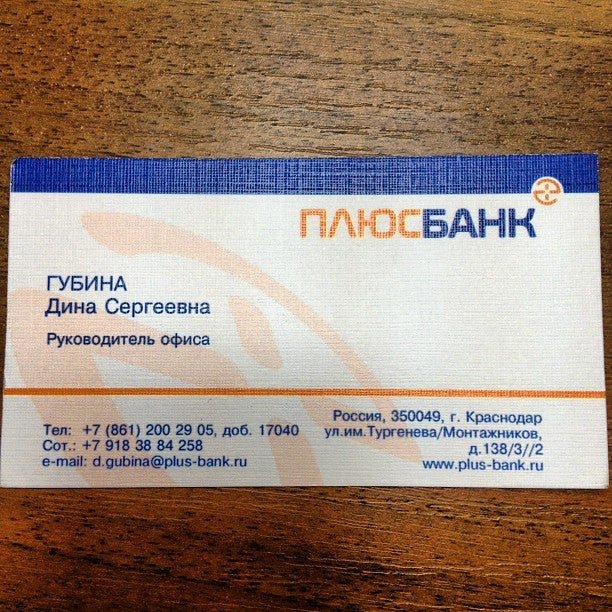 ПЛЮСБАНК
ГУБИНА
Дина Сергеевна
Руководитель офиса
Тел: +7 (861) 200 29 05, доб. 17040
Сот.: +7 918 38 84 258
e-mail: d.gubina@plus-bank.ru
Россия, 350049, г. Краснодар
ул.им.Тургенева/Монтажников,
д.138/3//2
www.plus-bank.ru